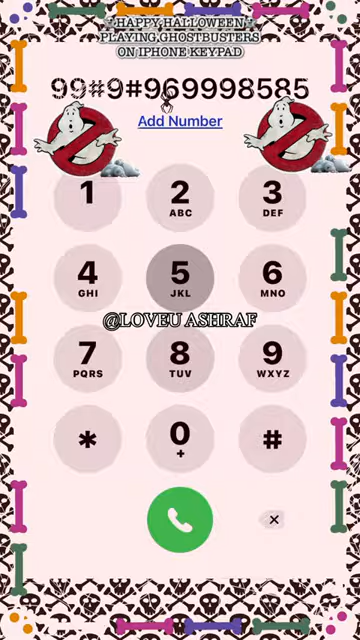 HAPPY HALLOWEEN
PLAYING GHOSTBUSTERS
ON IPHONE KEYPAD
99#9#969998585
Add Number
1
2
ABC
3
DEF
4
GHI
5
JKL
6
MNO
@LOVEU ASHRAF
7
PQRS
8
TUV
9
WXYZ
*
0
+
#